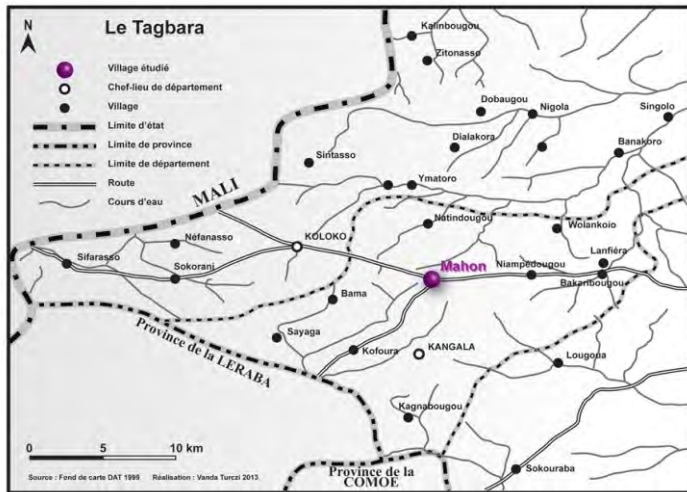 Le Tagbara
N
Village étudié
Chef-lieu de département
Village
Limite d'état
Limite de province
Limite de département
Route
Cours d'eau
Kalinbougou
Zitonasso
Dobaugou
Nigola
Singolo
Dialakora
Banakoro
Sintasso
Ymatoro
MALI
Natindougou
Wolankoio
Néfanasso
KOLOKO
Lanfiéra
Sifarasso
Mahon
Niampédougou
Sokorani
Bakaribougou
Bama
Sayaga
Kofoura
KANGALA
Lougoua
Province de la LERABA
Kagnabougou
0 5 10 km
Sokouraba
Province de la
COMOE
Source : Fond de carte DAT 1999 Réalisation : Vanda Turczi 2013